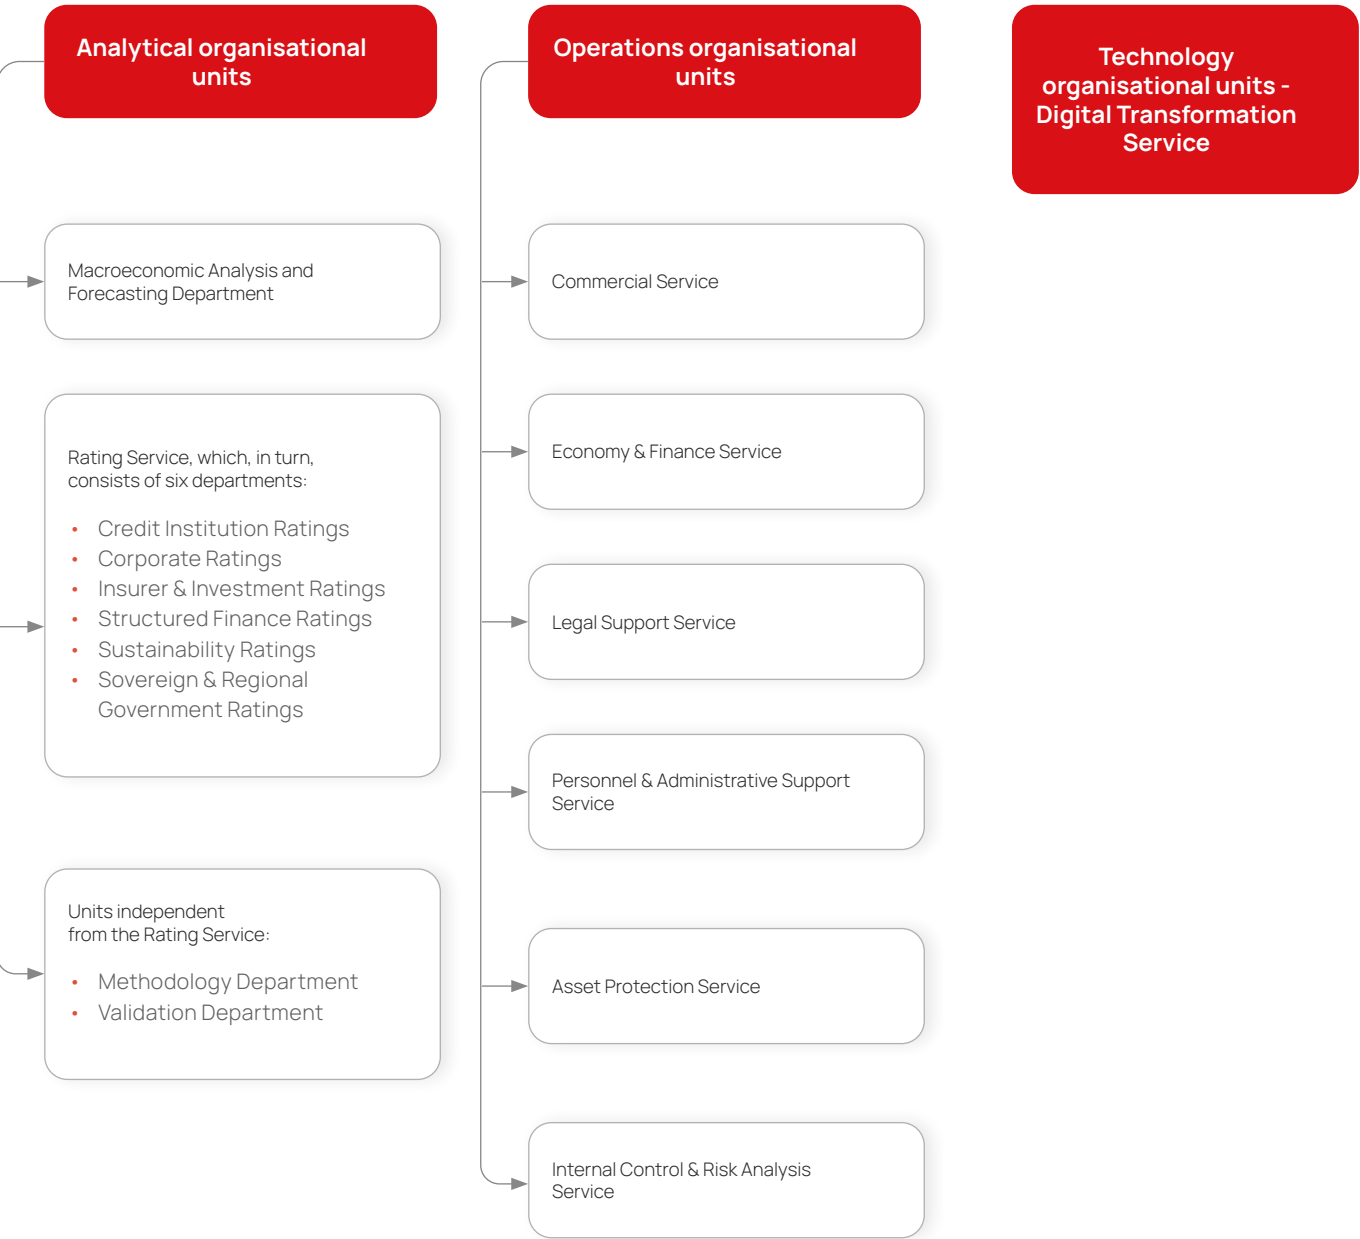 Analytical organisational
units
Macroeconomic Analysis and
Forecasting Department
Rating Service, which, in turn,
consists of six departments:
• Credit Institution Ratings
• Corporate Ratings
• Insurer & Investment Ratings
• Structured Finance Ratings
• Sustainability Ratings
• Sovereign & Regional
Government Ratings
Units independent
from the Rating Service:
• Methodology Department
• Validation Department
Operations organisational
units
Commercial Service
Economy & Finance Service
Legal Support Service
Personnel & Administrative Support
Service
Asset Protection Service
Internal Control & Risk Analysis
Service
Technology
organisational units -
Digital Transformation
Service